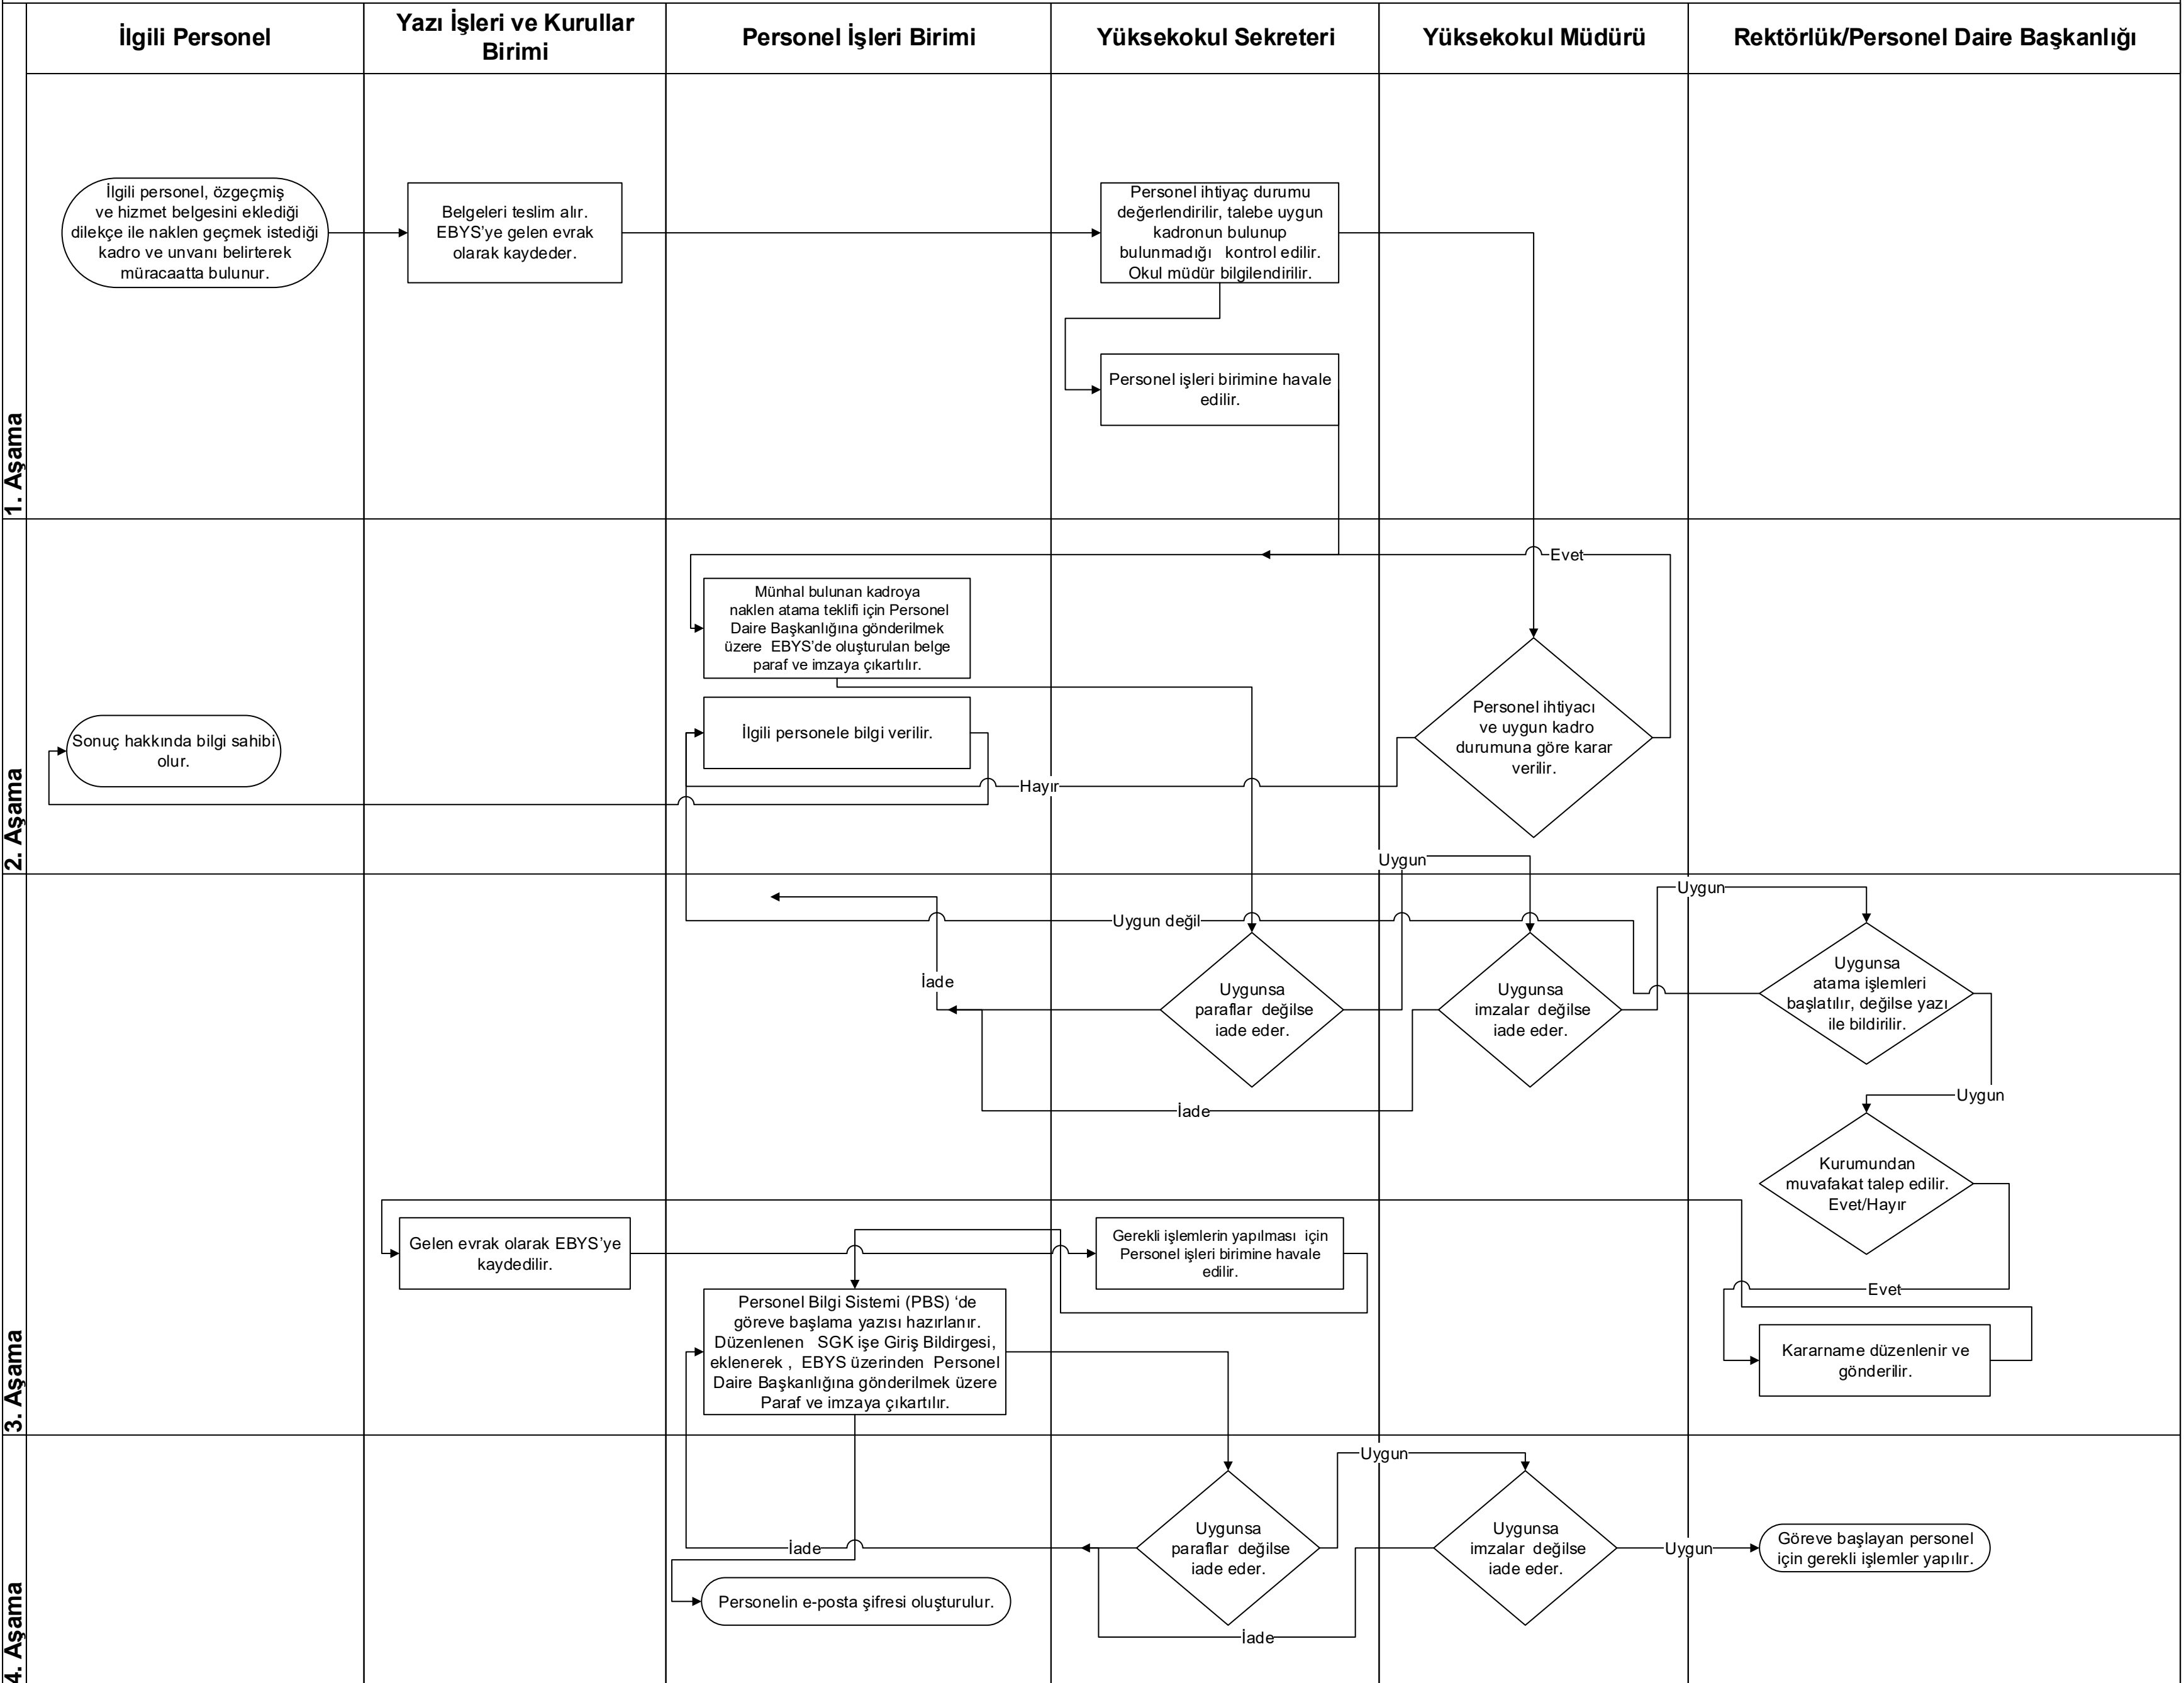 İlgili Personel
Yazı İşleri ve Kurullar
Birimi
Personel İşleri Birimi
Yüksekokul Sekreteri
Yüksekokul Müdürü
Rektörlük/Personel Daire Başkanlığı
1. Aşama
İlgili personel, özgeçmiş
ve hizmet belgesini eklediği
dilekçe ile naklen geçmek istediği
kadro ve unvanı belirterek
müracaatta bulunur.
Belgeleri teslim alır.
EBYS’ye gelen evrak
olarak kaydeder.
Personel ihtiyaç durumu
değerlendirilir, talebe uygun
kadronun bulunup
bulunmadığı kontrol edilir.
Okul müdür bilgilendirilir.
Personel işleri birimine havale
edilir.
2. Aşama
Evet
Münhal bulunan kadroya
naklen atama teklifi için Personel
Daire Başkanlığına gönderilmek
üzere EBYS’de oluşturulan belge
paraf ve imzaya çıkartılır.
İlgili personele bilgi verilir.
Sonuç hakkında bilgi sahibi
olur.
Personel ihtiyacı
ve uygun kadro
durumuna göre karar
verilir.
Hayır
Uygun
3. Aşama
Uygun
Uygun değil
İade
Uygunsa
paraflar değilse
iade eder.
Uygunsa
imzalar değilse
iade eder.
Uygunsa
atama işlemleri
başlatılır, değilse yazı
ile bildirilir.
Uygun
İade
Kurumundan
muvafakat talep edilir.
Evet/Hayır
Gelen evrak olarak EBYS’ye
kaydedilir.
Gerekli işlemlerin yapılması için
Personel işleri birimine havale
edilir.
Evet
Personel Bilgi Sistemi (PBS) ‘de
göreve başlama yazısı hazırlanır.
Düzenlenen SGK işe Giriş Bildirgesi,
eklenerek , EBYS üzerinden Personel
Daire Başkanlığına gönderilmek üzere
Paraf ve imzaya çıkartılır.
Kararname düzenlenir ve
gönderilir.
4. Aşama
Uygun
İade
Uygunsa
paraflar değilse
iade eder.
Uygunsa
imzalar değilse
iade eder.
Uygun
Göreve başlayan personel
için gerekli işlemler yapılır.
Personelin e-posta şifresi oluşturulur.
İade